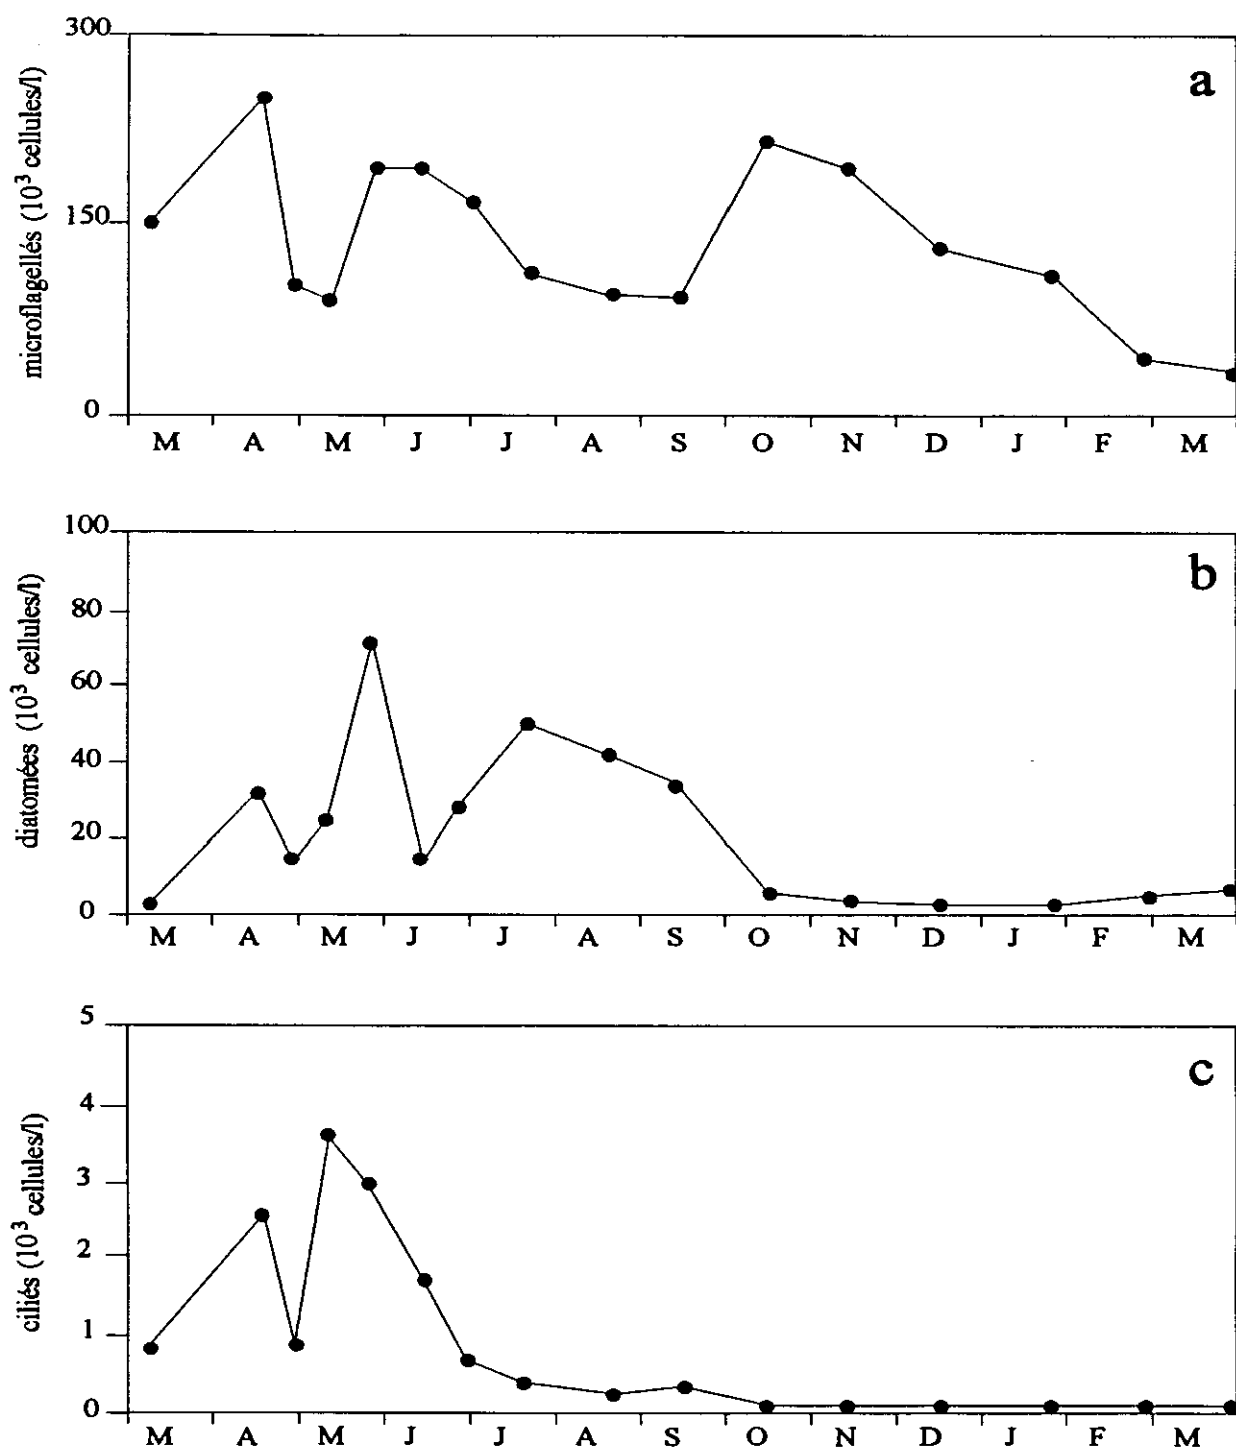 300
150
0
microflagellés (10³ cellules/l)
a
M A M J J A S O N D J F M
100
80
60
40
20
0
diatomées (10³ cellules/l)
b
M A M J J A S O N D J F M
5
4
3
2
1
0
ciliés (10³ cellules/l)
c
M A M J J A S O N D J F M